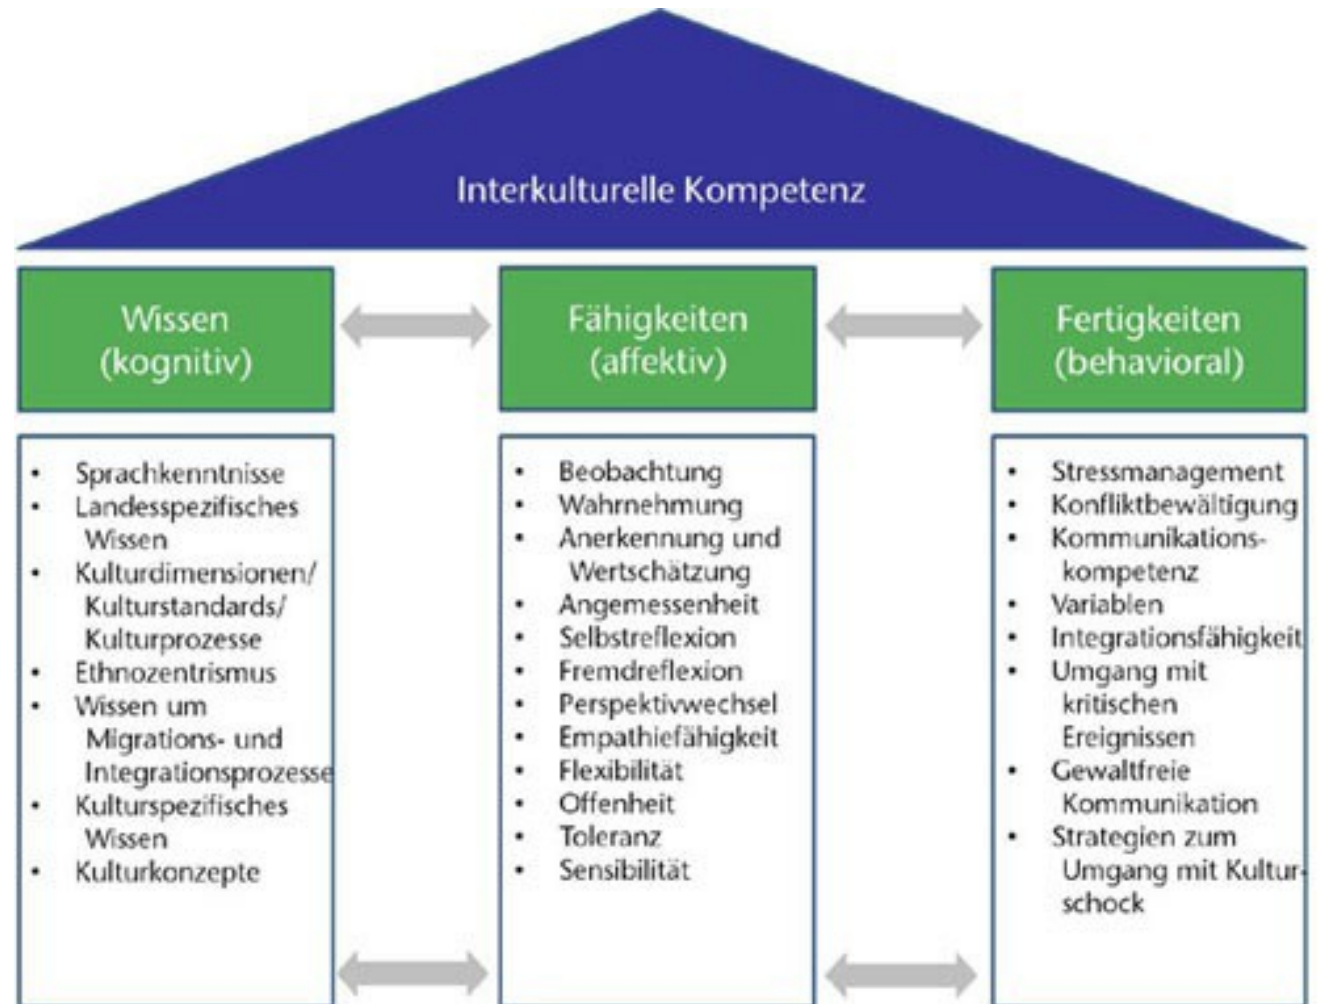 Interkulturelle Kompetenz
Wissen
(kognitiv)
• Sprachkenntnisse
• Landesspezifisches
Wissen
• Kulturdimensionen/
Kulturstandards/
Kulturprozesse
• Ethnozentrismus
• Wissen um
Migrations- und
Integrationsprozesse
• Kulturspezifisches
Wissen
• Kulturkonzepte
Fähigkeiten
(affektiv)
• Beobachtung
• Wahrnehmung
• Anerkennung und
Wertschätzung
• Angemessenheit
• Selbstreflexion
• Fremdreflexion
• Perspektivwechsel
• Empathiefähigkeit
• Flexibilität
• Offenheit
• Toleranz
• Sensibilität
Fertigkeiten
(behavioral)
• Stressmanagement
• Konfliktbewältigung
• Kommunikations-
kompetenz
• Variablen
• Integrationsfähigkeit
• Umgang mit
kritischen
Ereignissen
• Gewaltfreie
Kommunikation
• Strategien zum
Umgang mit Kultur-
schock